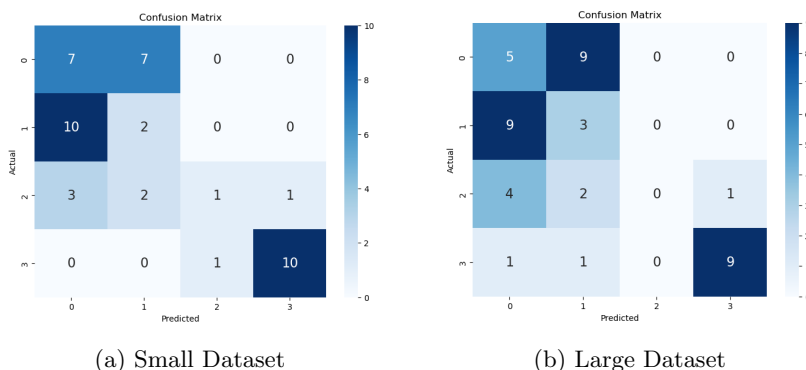 Confusion Matrix
0 7 7 0 0
1 10 2 0 0
2 3 2 1 1
3 0 0 1 10
0 1 2 3
Actual
Predicted
10
8
6
4
2
0
(a) Small Dataset
Confusion Matrix
0 5 9 0 0
1 9 3 0 0
2 4 2 0 1
3 1 1 0 9
0 1 2 3
Actual
Predicted
(b) Large Dataset